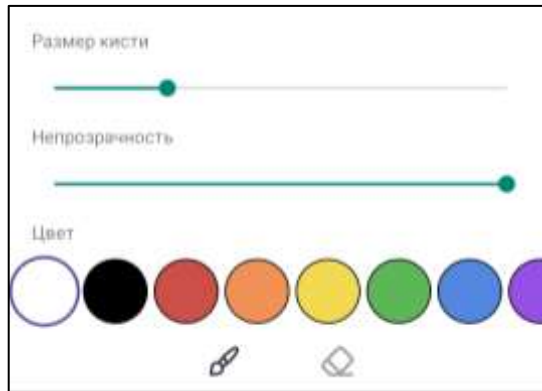 Размер кисти
Непрозрачность
Цвет